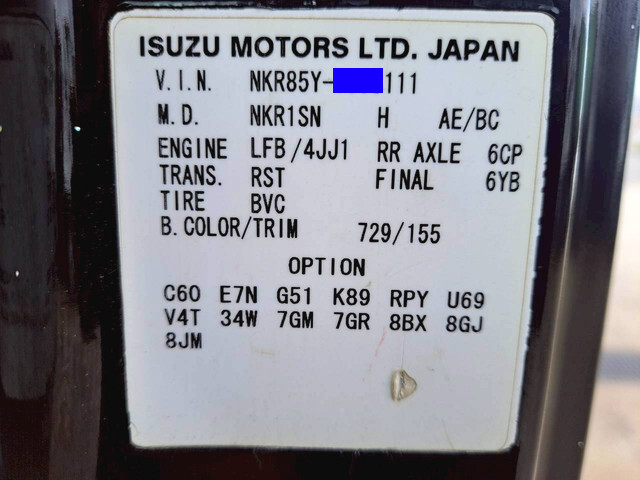 ISUZU MOTORS LTD. JAPAN
V.I.N. NKR85Y-111
M.D. NKR1SN H AE/BC
ENGINE LFB/4JJ1 RR AXLE 6CP
TRANS. RST FINAL 6YB
TIRE BVC
B.COLOR/TRIM 729/155
OPTION
C60 E7N G51 K89 RPY U69
V4T 34W 7GM 7GR 8BX 8GJ
8JM